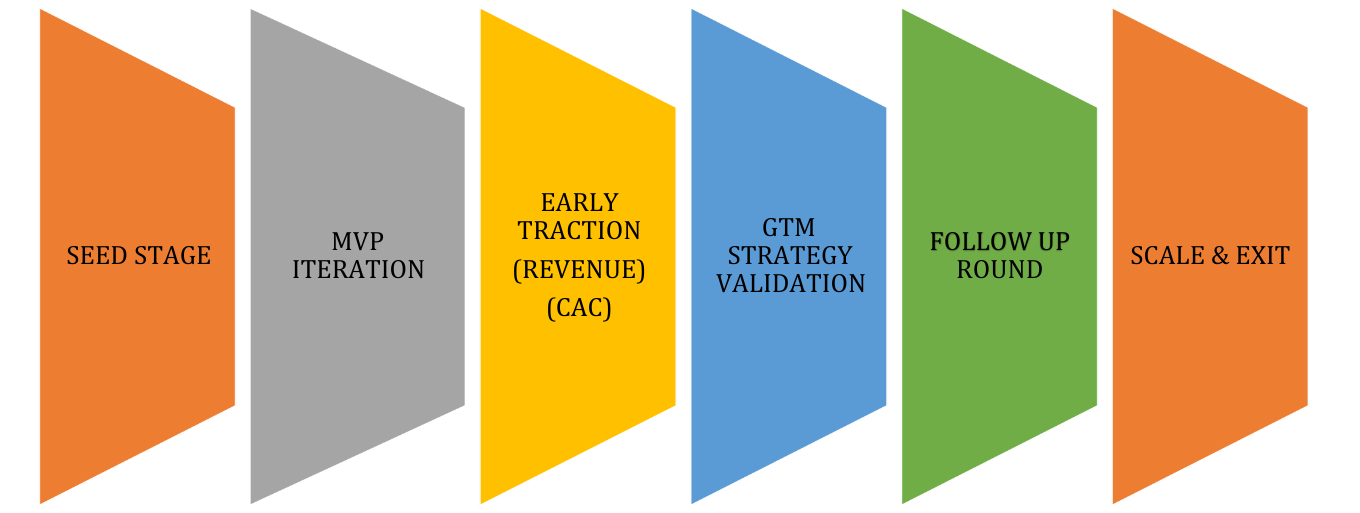 SEED STAGE
MVP
ITERATION
EARLY
TRACTION
(REVENUE)
(CAC)
GTM
STRATEGY
VALIDATION
FOLLOW UP
ROUND
SCALE & EXIT